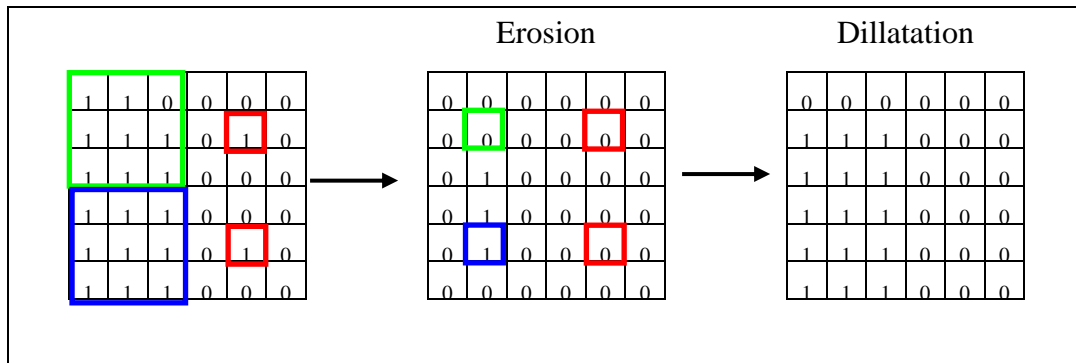 Erosion Dillatation
1 1 0 0 0 0 0 0 0 0 0 0 0 0 0 0 0 0
1 1 1 0 1 0 0 0 0 0 0 0 1 1 1 0 0 0
1 1 1 0 0 0 0 1 0 0 0 0 1 1 1 0 0 0
1 1 1 0 0 0 0 1 0 0 0 0 1 1 1 0 0 0
1 1 1 0 1 0 0 1 0 0 0 0 1 1 1 0 0 0
1 1 1 0 0 0 0 0 0 0 0 0 1 1 1 0 0 0